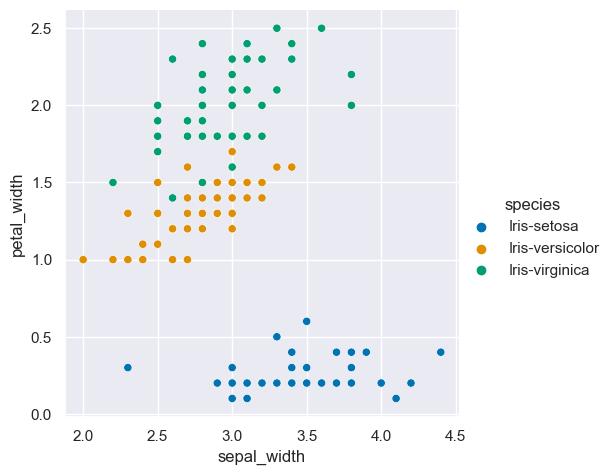 2.5
2.0
1.5
1.0
0.5
0.0
petal_width
2.0 2.5 3.0 3.5 4.0 4.5
sepal_width
species
Iris-setosa
Iris-versicolor
Iris-virginica